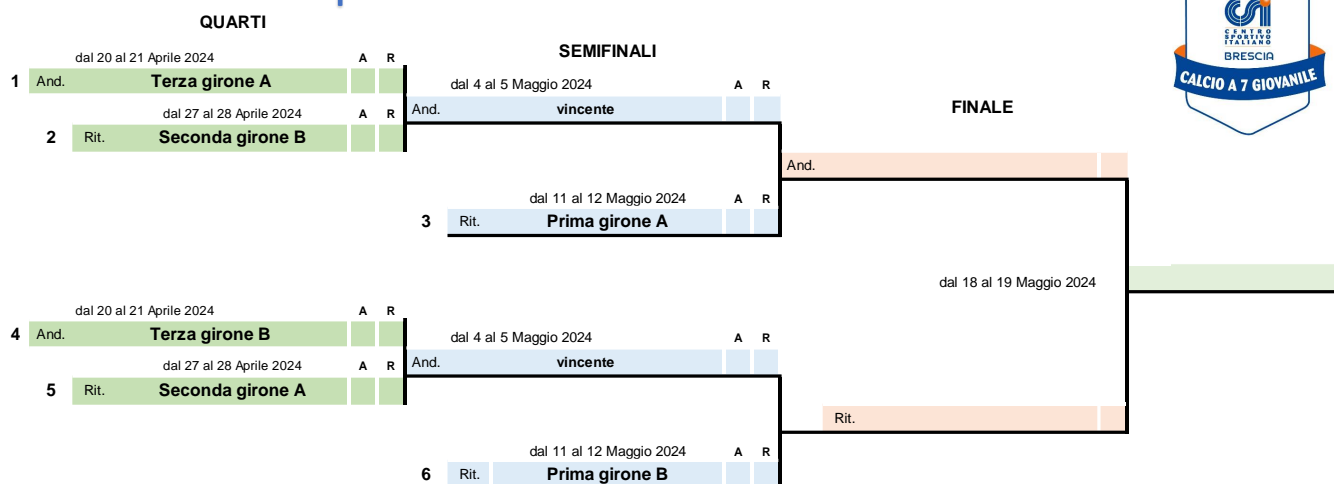 QUARTI
dal 20 al 21 Aprile 2024 A R
1 And. Terza girone A
dal 27 al 28 Aprile 2024 A R
2 Rit. Seconda girone B
SEMIFINALI
dal 4 al 5 Maggio 2024 A R
And. vincente
dal 11 al 12 Maggio 2024 A R
3 Rit. Prima girone A
FINALE
And.
dal 18 al 19 Maggio 2024
Rit.
dal 20 al 21 Aprile 2024 A R
4 And. Terza girone B
dal 27 al 28 Aprile 2024 A R
5 Rit. Seconda girone A
dal 4 al 5 Maggio 2024 A R
And. vincente
dal 11 al 12 Maggio 2024 A R
6 Rit. Prima girone B
CSI
CENTRO
SPORTIVO
ITALIANO
BRESCIA
CALCIO A 7 GIOVANILE